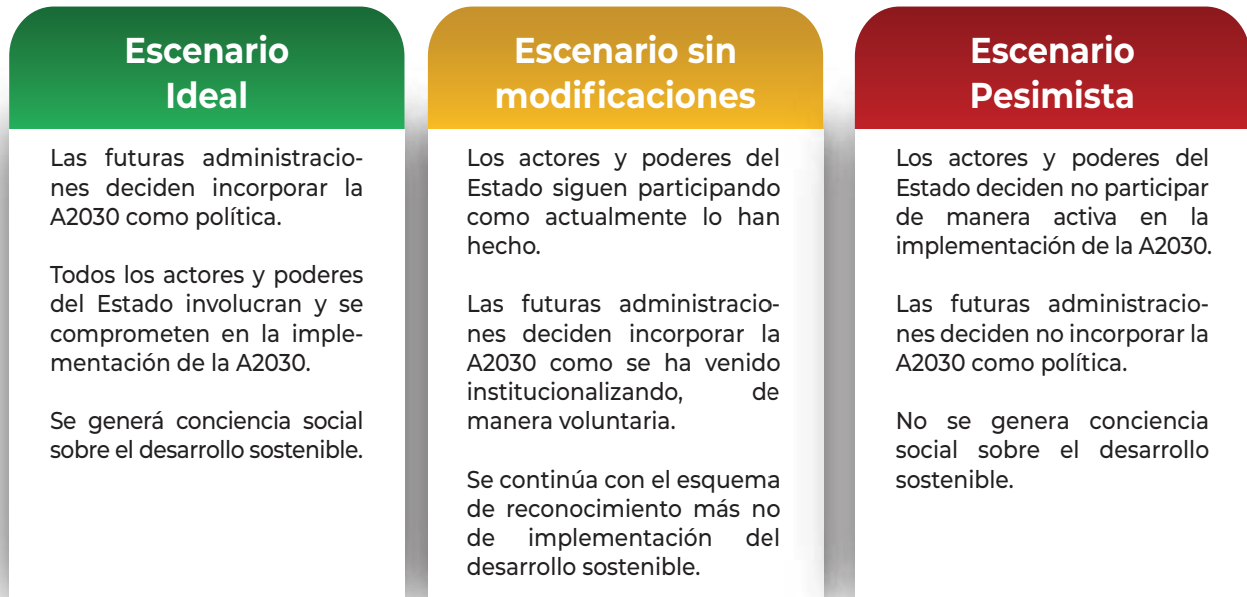 Escenario
Ideal
Las futuras administracio-
nes deciden incorporar la
A2030 como política.
Todos los actores y poderes
del Estado involucran y se
comprometen en la imple-
mentación de la A2030.
Se generá conciencia social
sobre el desarrollo sostenible.
Escenario sin
modificaciones
Los actores y poderes del
Estado siguen participando
como actualmente lo han
hecho.
Las futuras administracio-
nes deciden incorporar la
A2030 como se ha venido
institucionalizando, de
manera voluntaria.
Se continúa con el esquema
de reconocimiento más no
de implementación del
desarrollo sostenible.
Escenario
Pesimista
Los actores y poderes del
Estado deciden no participar
de manera activa en la
implementación de la A2030.
Las futuras administracio-
nes deciden no incorporar la
A2030 como política.
No se genera conciencia
social sobre el desarrollo
sostenible.